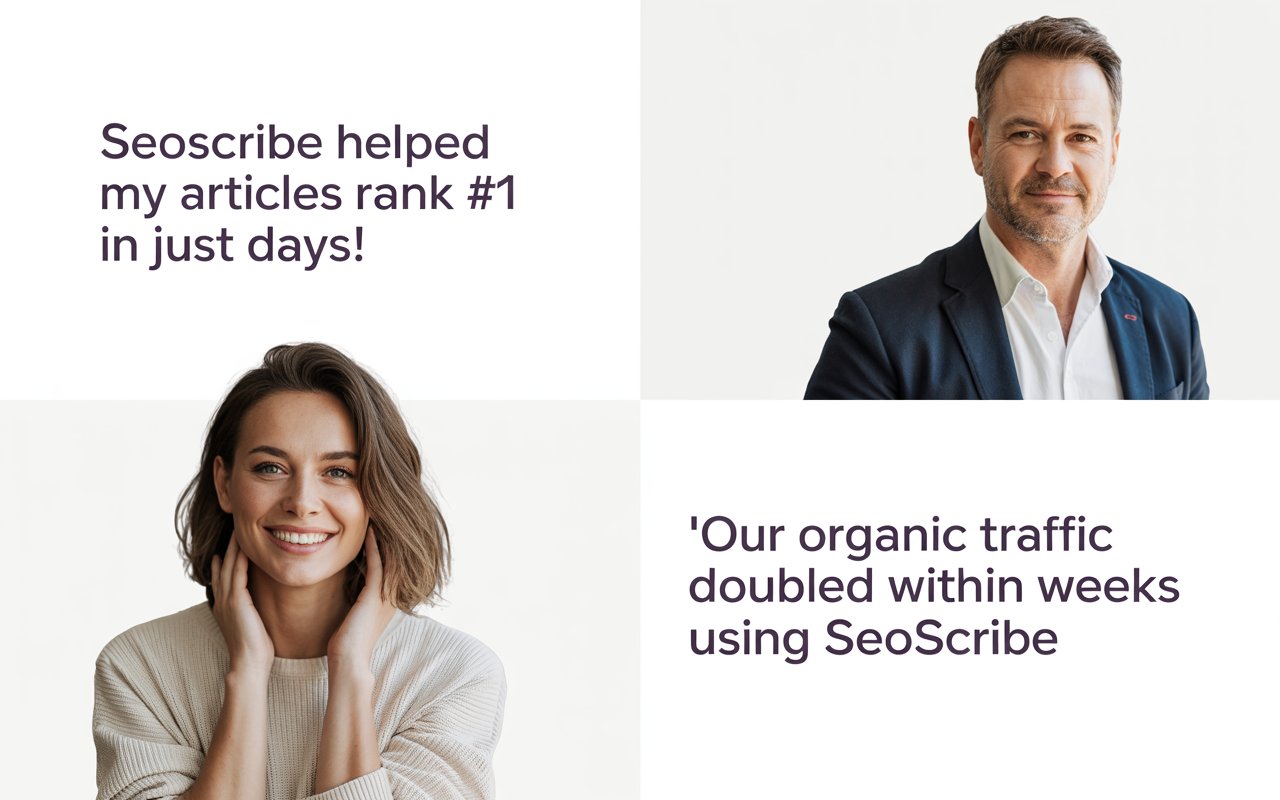 Seoscribe helped
my articles rank #1
in just days!
'Our organic traffic
doubled within weeks
using SeoScribe